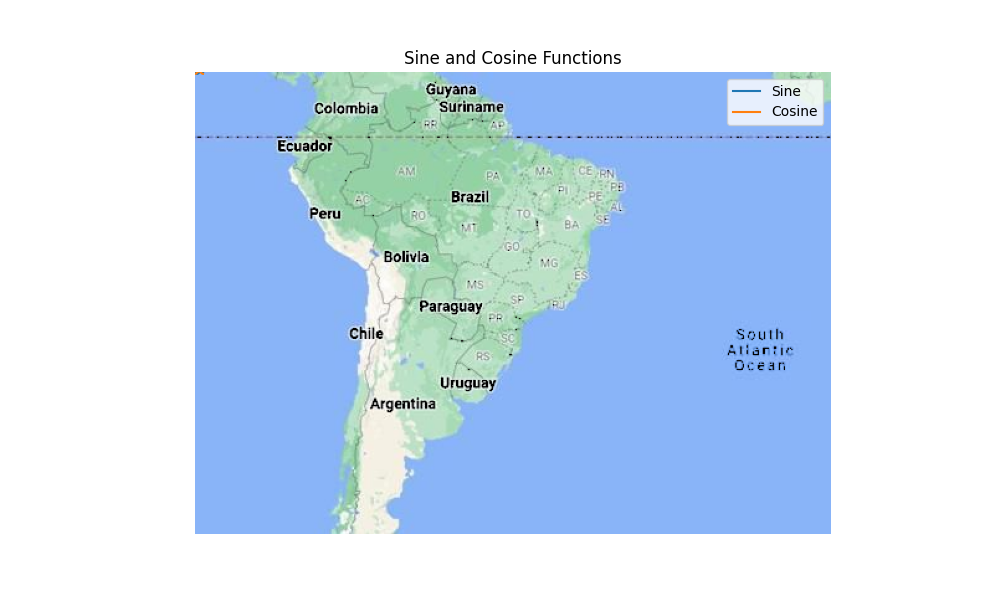 Sine and Cosine Functions
Sine
Cosine
Guyana
Colombia
Suriname
RR
AP
Ecuador
AM
PA
MA
CE
RN
PI
PB
AC
Brazil
PE
AL
Peru
RO
TO
SE
MT
BA
GO
Bolivia
MG
ES
MS
SP
RJ
Paraguay
PR
Chile
SC
South
Atlantic
Ocean
RS
Uruguay
Argentina